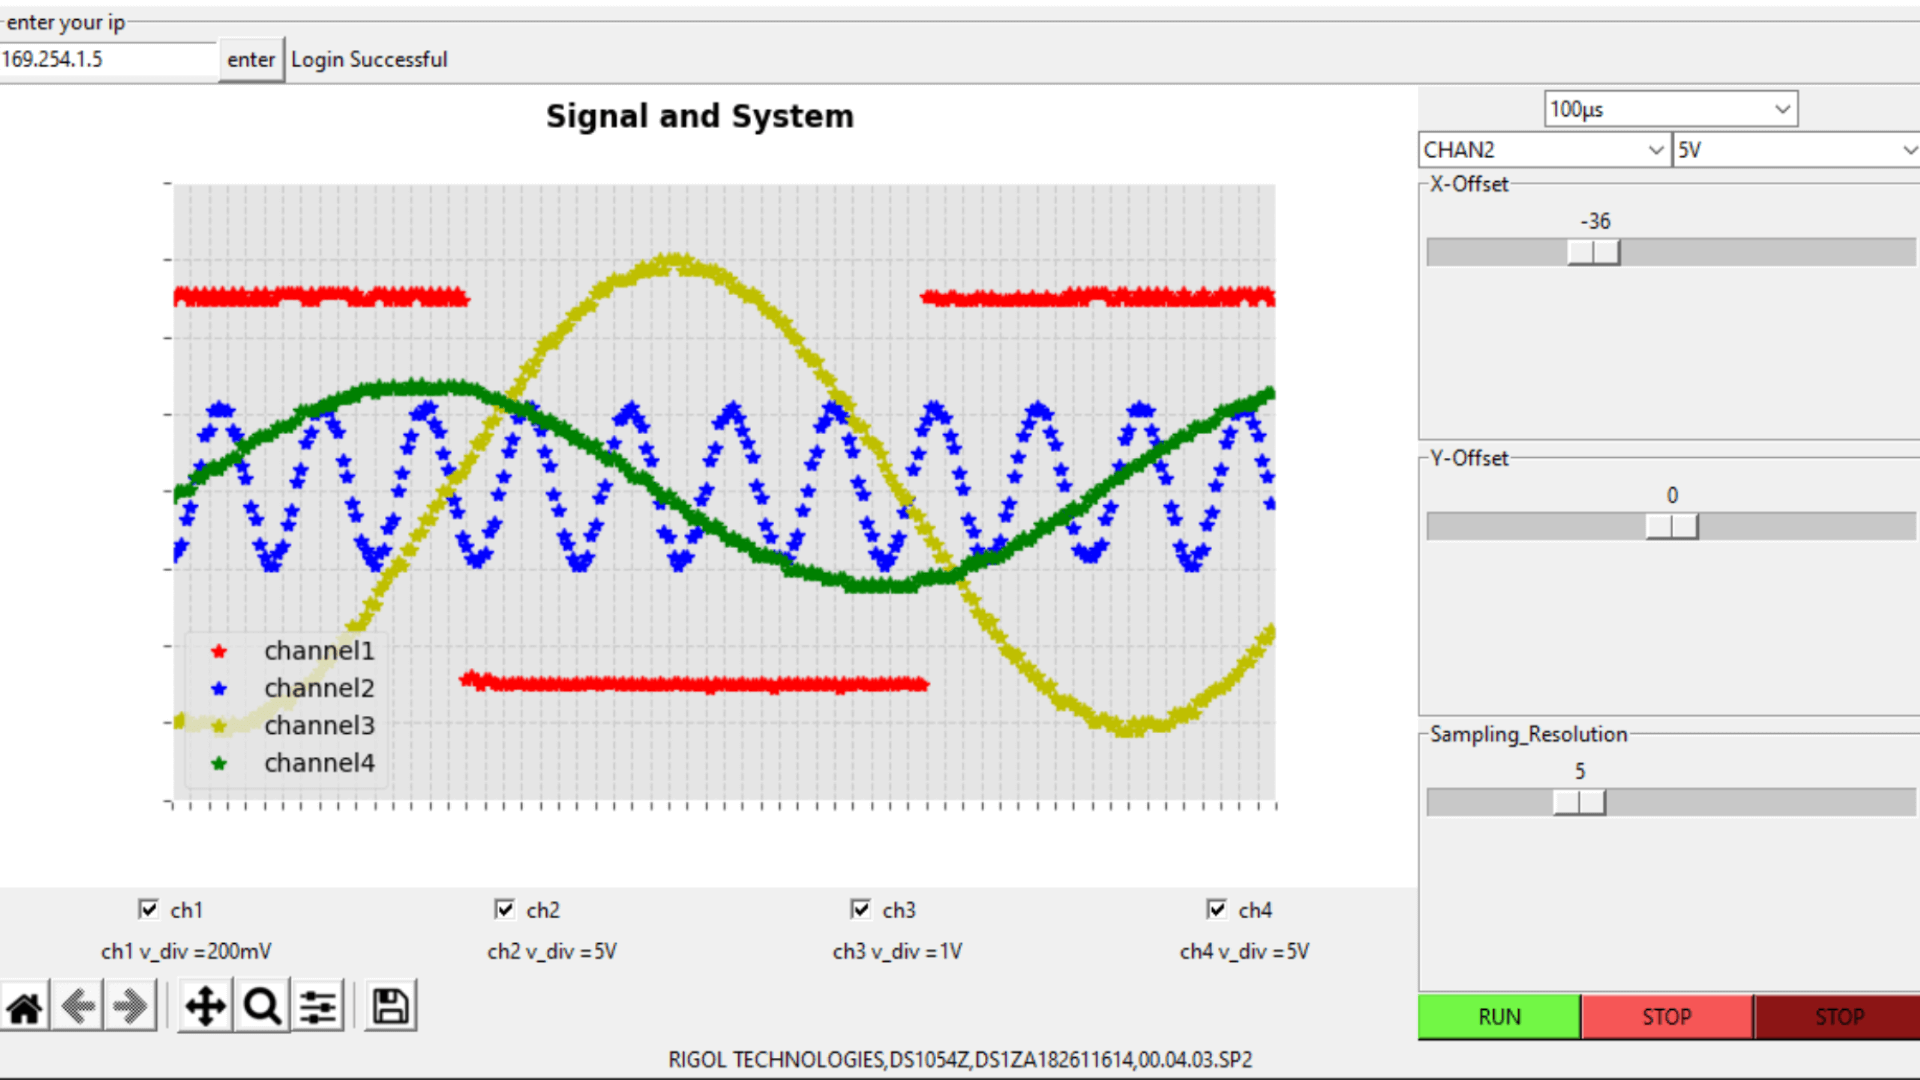 enter your ip
169.254.1.5 enter Login Successful
Signal and System
100µs
CHAN2 5V
X-Offset
-36
Y-Offset
0
Sampling_Resolution
5
channel1
channel2
channel3
channel4
ch1 ch2 ch3 ch4
ch1 v_div =200mV ch2 v_div =5V ch3 v_div =1V ch4 v_div =5V
RUN STOP STOP
RIGOL TECHNOLOGIES,DS1054Z,DS1ZA182611614,00.04.03.SP2